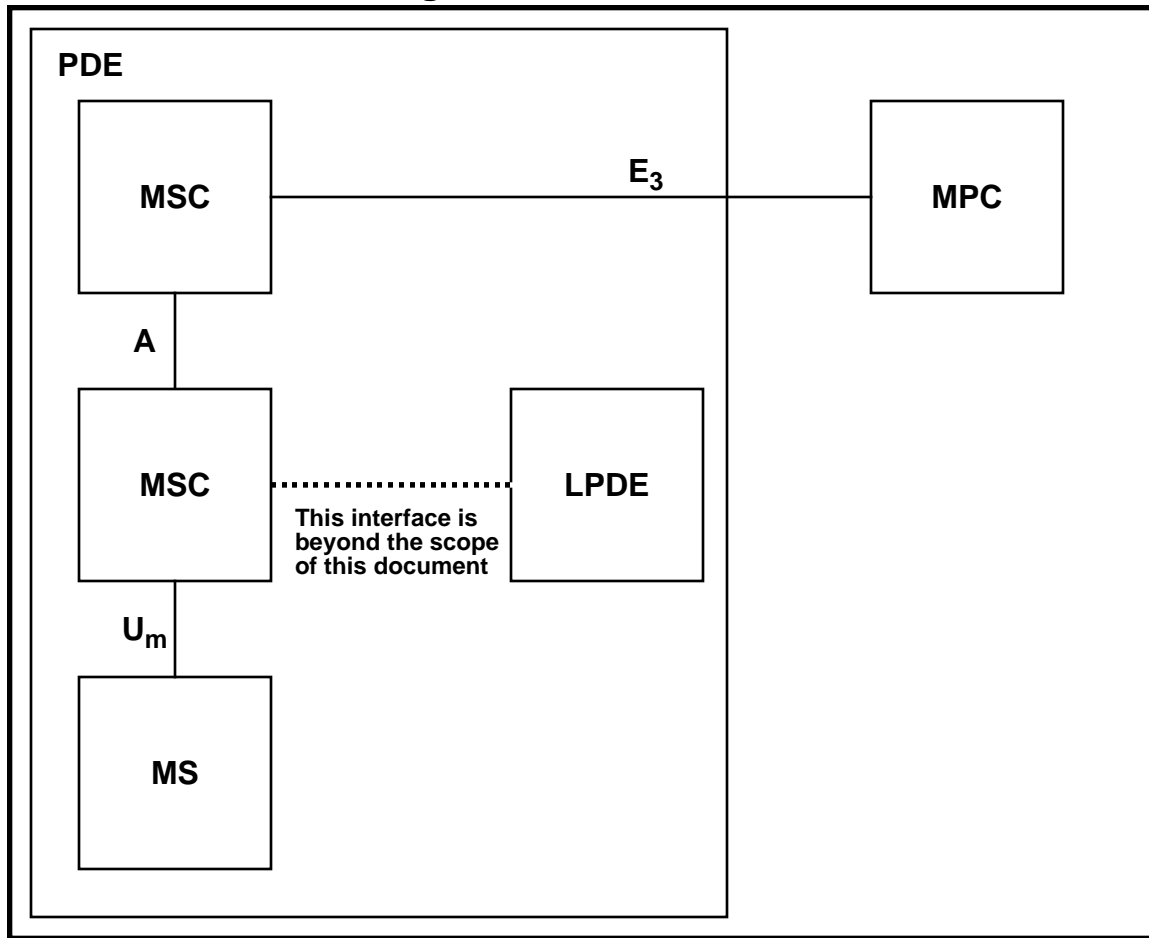 PDE
MSC
E3
MPC
A
MSC
LPDE
This interface is
beyond the scope
of this document
Um
MS